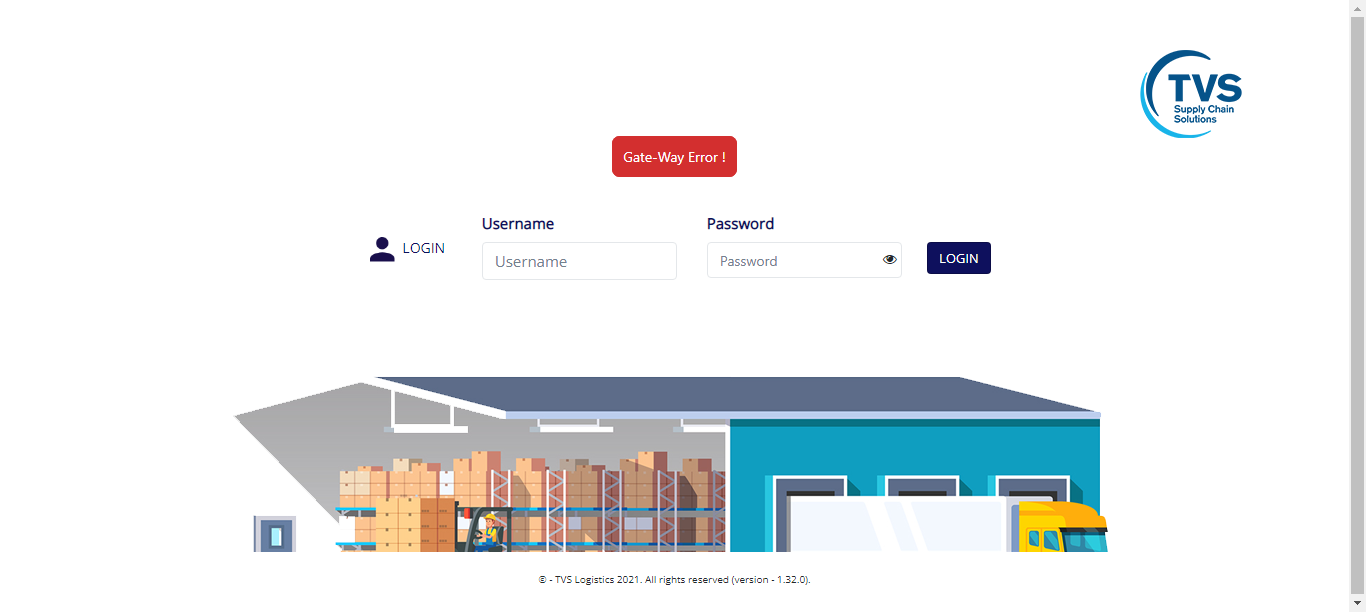 TVS
Supply Chain
Solutions
Gate-Way Error !
Username
Password
LOGIN
Username
Password
LOGIN
© - TVS Logistics 2021. All rights reserved (version - 1.32.0).